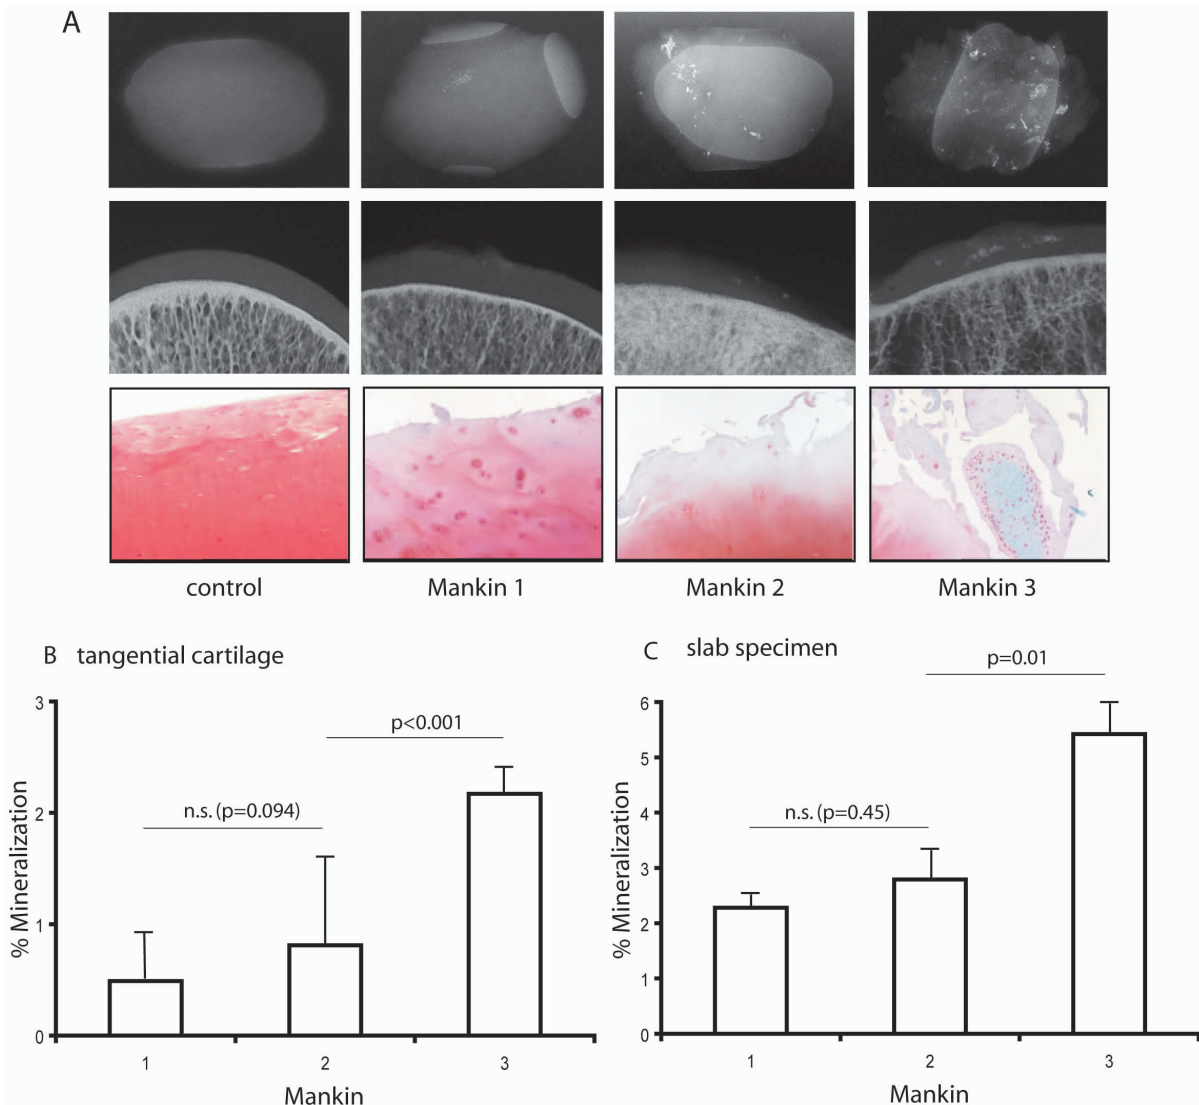 A
control
Mankin 1
Mankin 2
Mankin 3
B tangential cartilage
3
2
1
0
% Mineralization
n.s. (p=0.094)
p<0.001
1
2
3
Mankin
C slab specimen
6
5
4
3
2
1
0
% Mineralization
n.s. (p=0.45)
p=0.01
1
2
3
Mankin